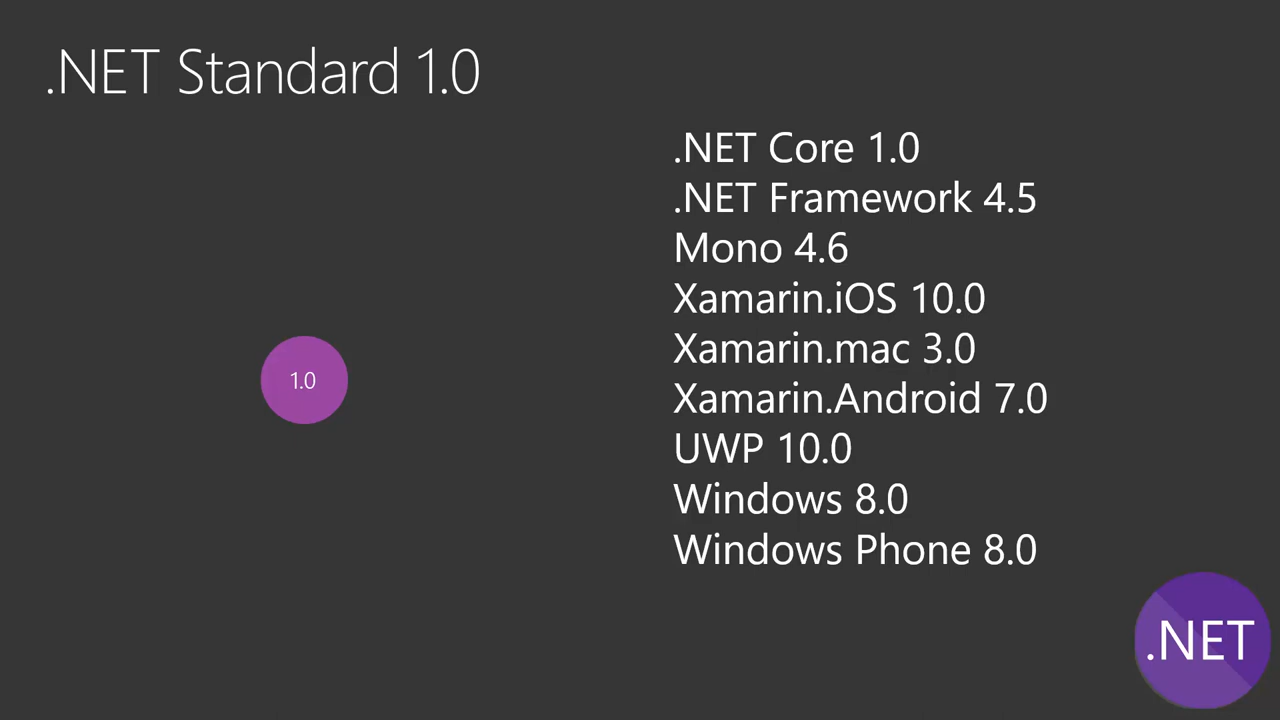 .NET Standard 1.0
.NET Core 1.0
.NET Framework 4.5
Mono 4.6
Xamarin.iOS 10.0
Xamarin.mac 3.0
Xamarin.Android 7.0
UWP 10.0
Windows 8.0
Windows Phone 8.0
1.0
.NET